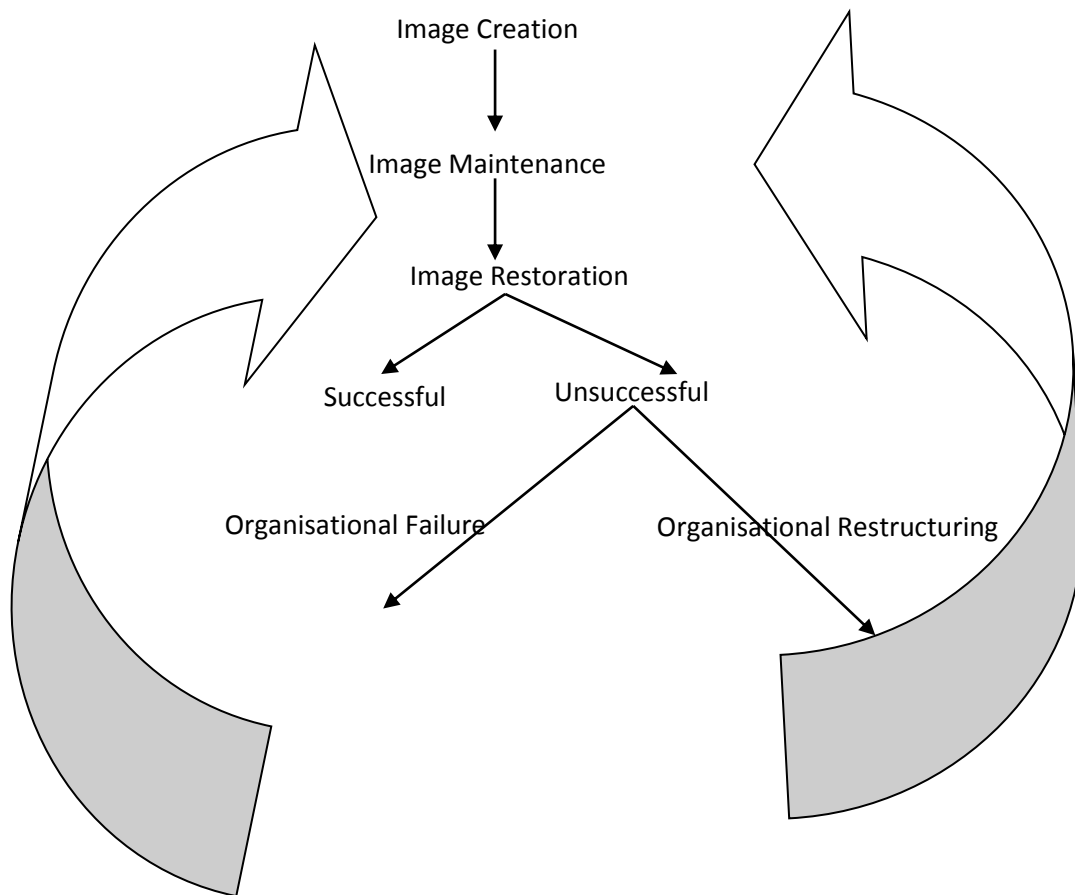 Image Creation
Image Maintenance
Image Restoration
Successful
Unsuccessful
Organisational Failure
Organisational Restructuring